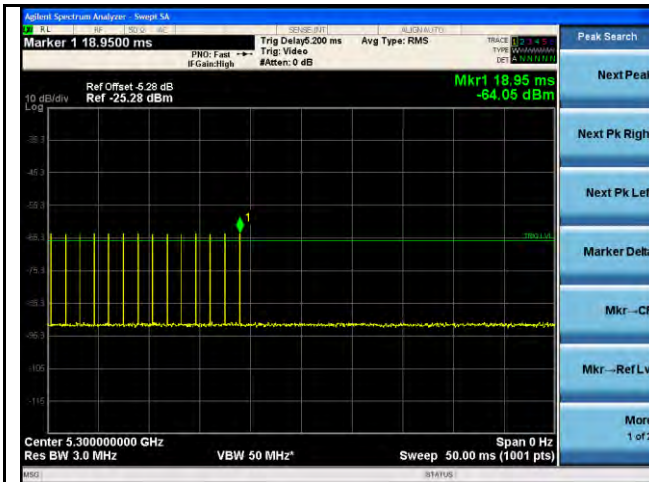 Agilent Spectrum Analyzer - Swept SA
RL RF 50 Ω AC SENSE:INT ALIGN AUTO
Marker 1 18.9500 ms
PNO: Fast
IFGain:High
Trig Delay5.200 ms
Trig: Video
#Atten: 0 dB
Avg Type: RMS
TRACE 1 2 3 4 5 6
TYPE
DET A N N N N N
Peak Search
Mkr1 18.95 ms
-64.05 dBm
Ref Offset -5.28 dB
10 dB/div Ref -25.28 dBm
Log
Next Peak
-35.3
Next Pk Righ
-45.3
-55.3
Next Pk Lef
1
-65.3
TRIG LVL
Marker Delta
-75.3
-85.3
Mkr→CF
-95.3
-105
Mkr→Ref Lv
-115
More
1 of 2
Center 5.300000000 GHz Span 0 Hz
Res BW 3.0 MHz VBW 50 MHz* Sweep 50.00 ms (1001 pts)
MSG STATUS